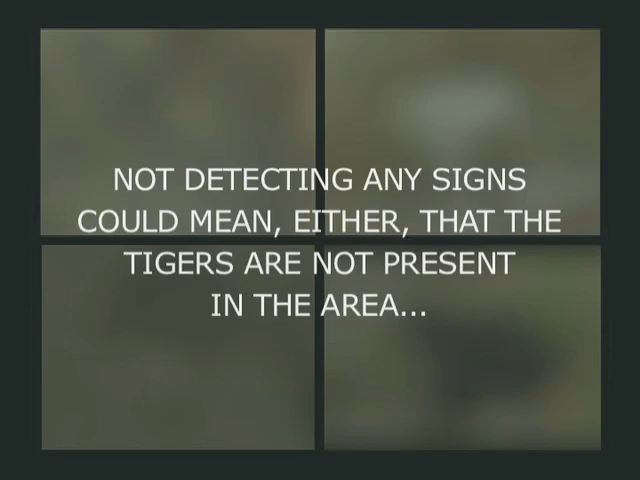 NOT DETECTING ANY SIGNS
COULD MEAN, EITHER, THAT THE
TIGERS ARE NOT PRESENT
IN THE AREA...